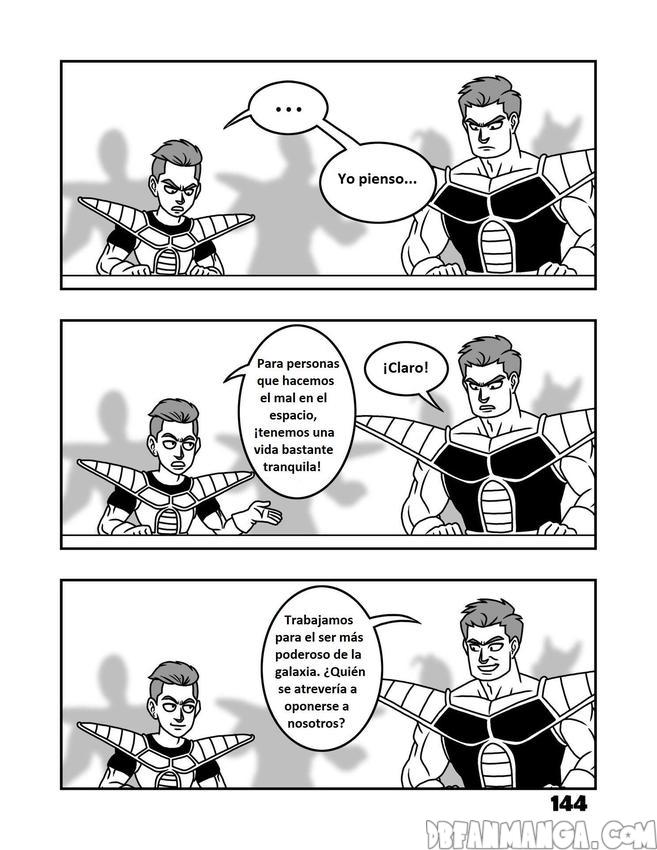 ...
Yo pienso...
Para personas
que hacemos
el mal en el
espacio,
¡tenemos una
vida bastante
tranquila!
¡Claro!
Trabajamos
para el ser más
poderoso de la
galaxia. ¿Quién
se atrevería a
oponerse a
nosotros?
144
DBFANMANGA.COM